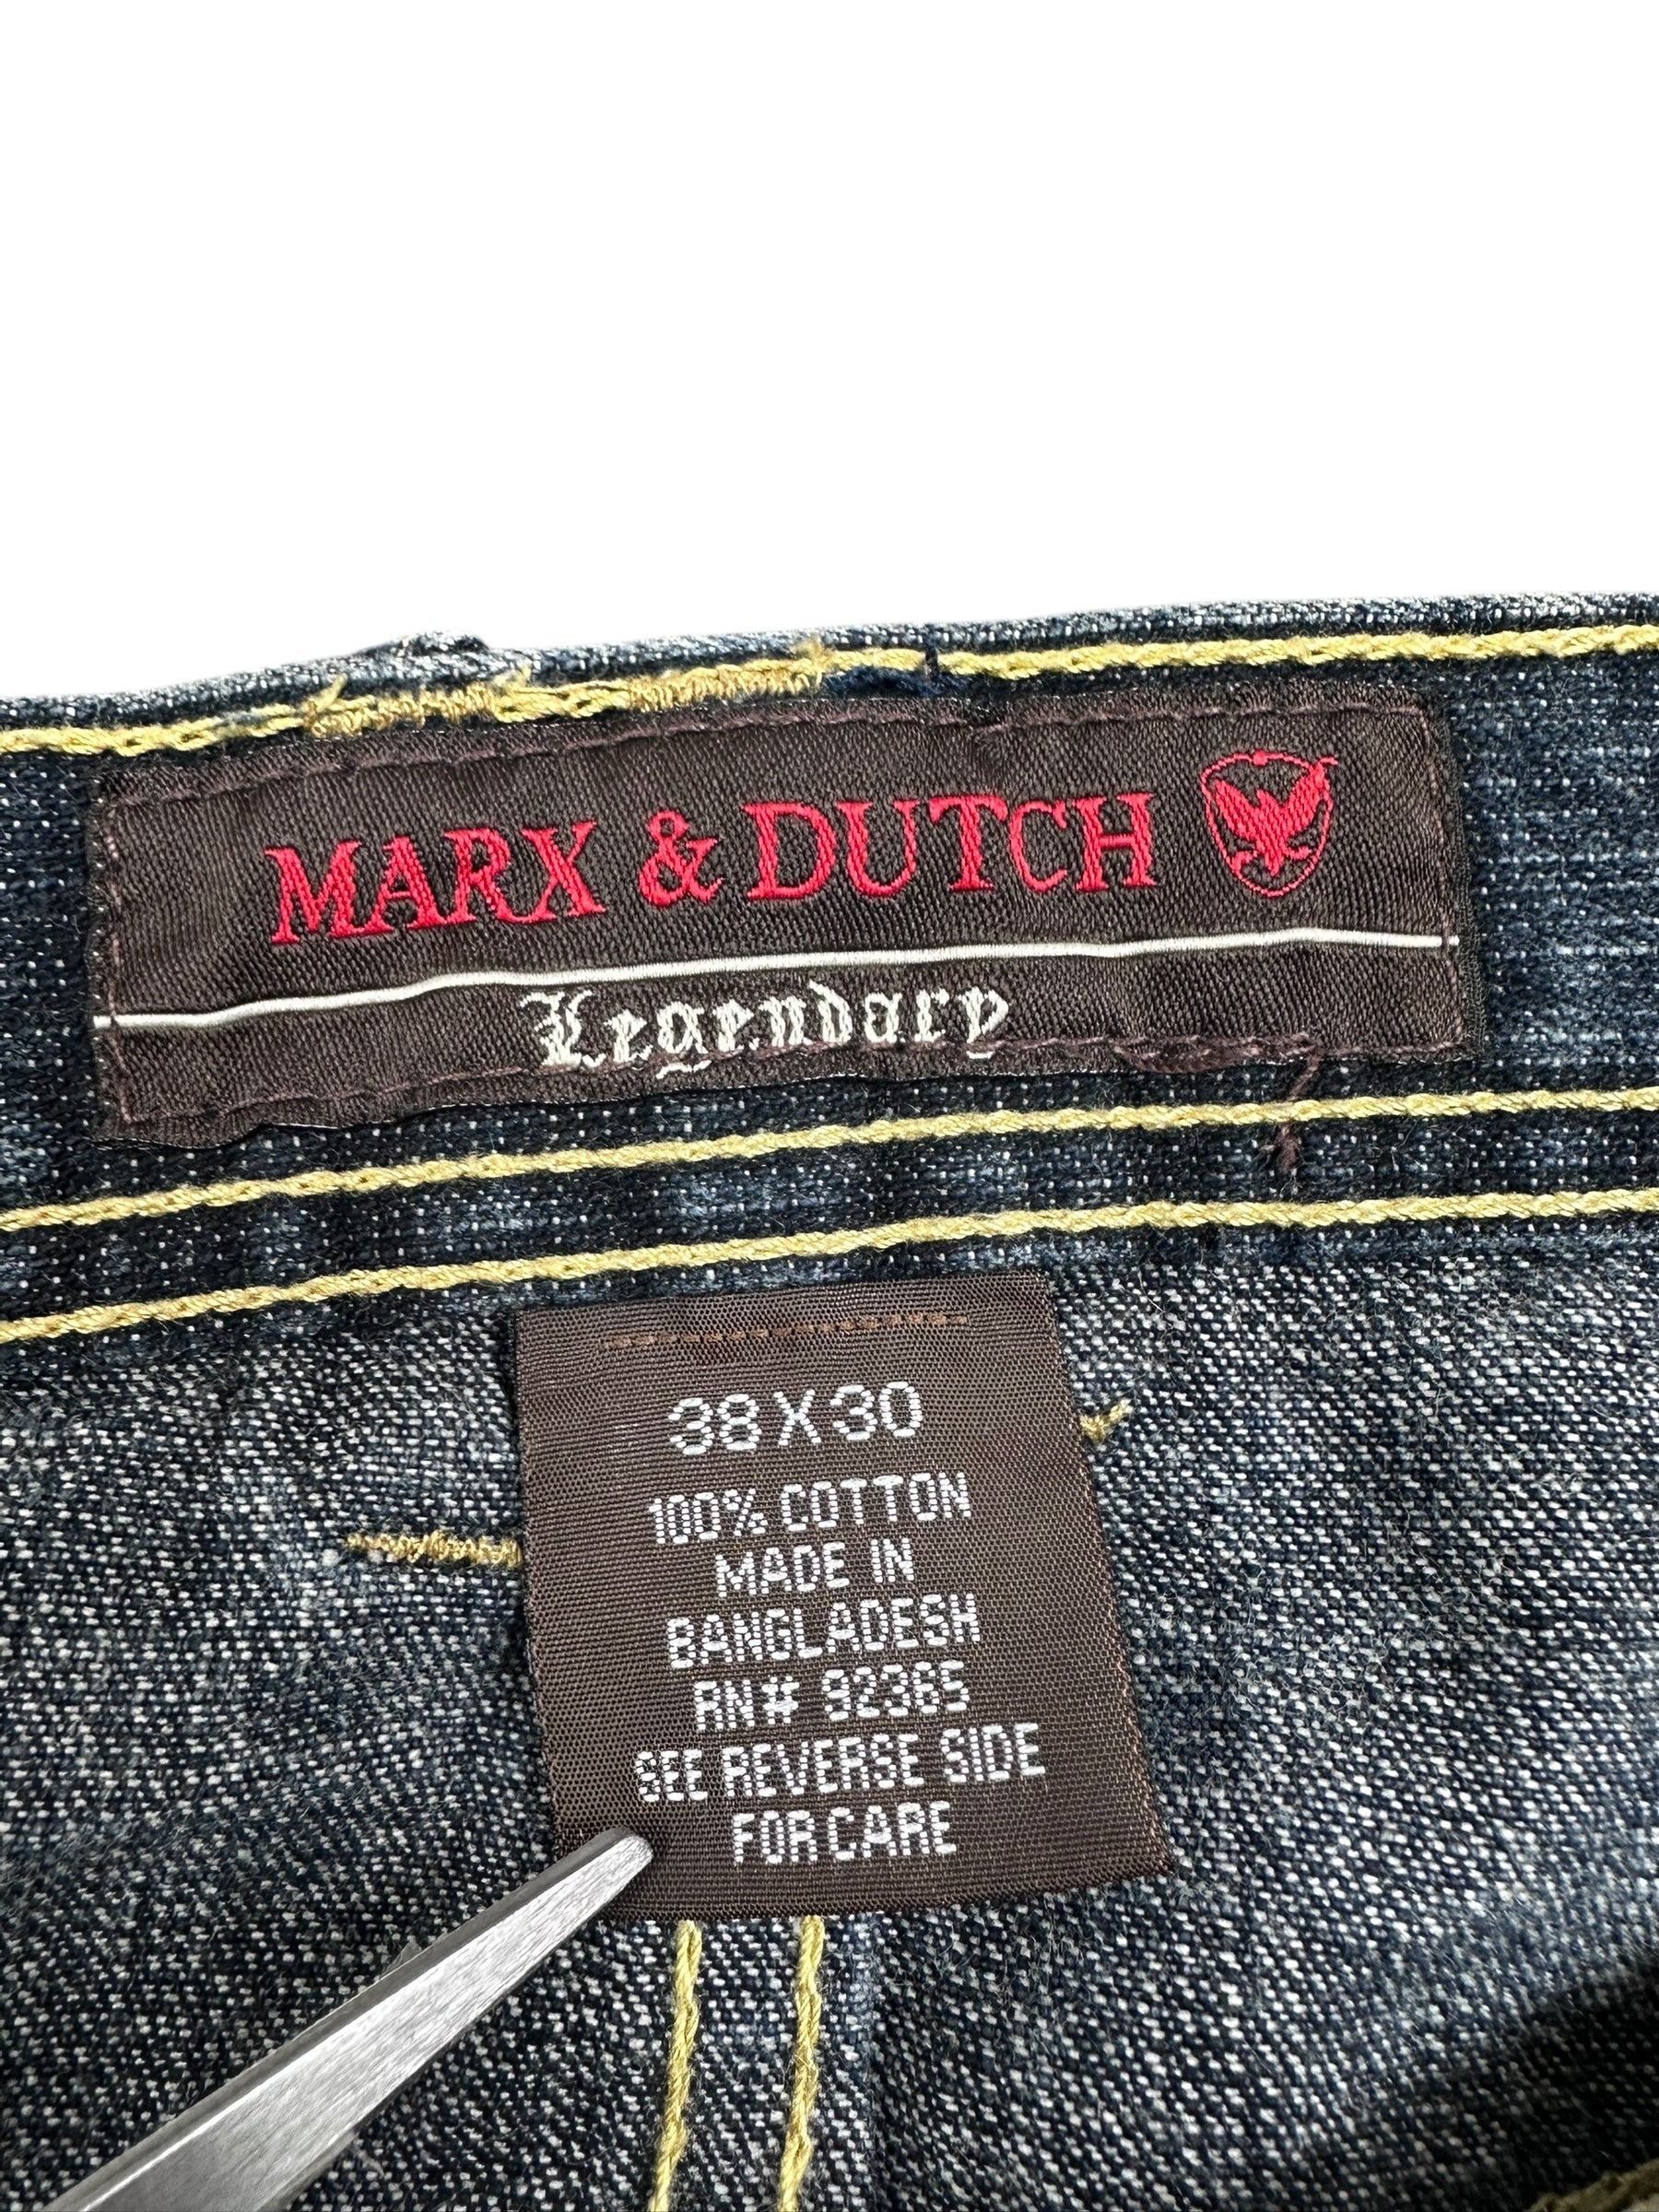 MARX & DUTCH
Legendary
38 X 30
100% COTTON
MADE IN
BANGLADESH
RN# 92365
SEE REVERSE SIDE
FOR CARE